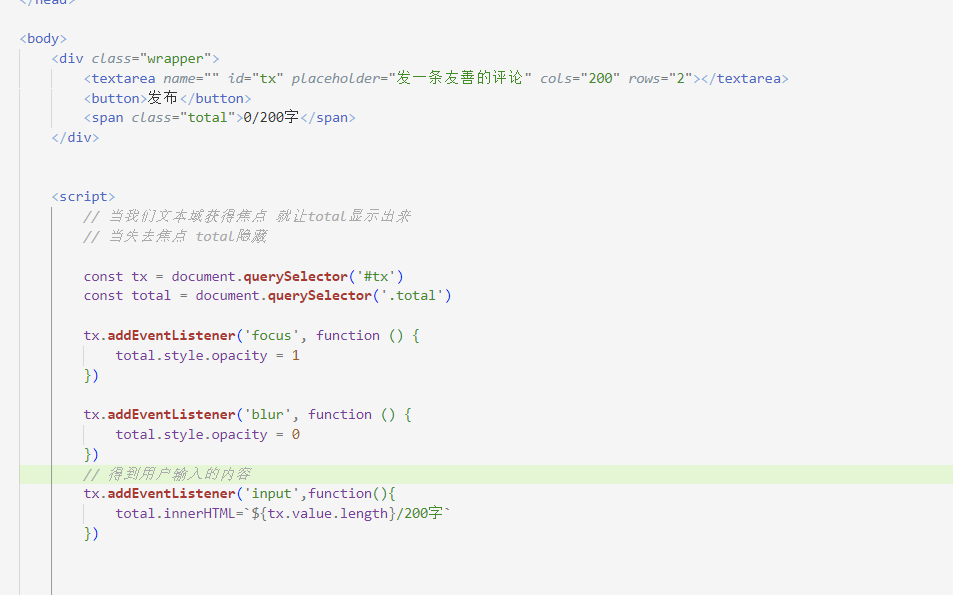 </head>
<body>
<div class="wrapper">
<textarea name="" id="tx" placeholder="发一条友善的评论" cols="200" rows="2"></textarea>
<button>发布</button>
<span class="total">0/200字</span>
</div>
<script>
// 当我们文本域获得焦点 就让total显示出来
// 当失去焦点 total隐藏
const tx = document.querySelector('#tx')
const total = document.querySelector('.total')
tx.addEventListener('focus', function () {
total.style.opacity = 1
})
tx.addEventListener('blur', function () {
total.style.opacity = 0
})
// 得到用户输入的内容
tx.addEventListener('input',function(){
total.innerHTML=`${tx.value.length}/200字`
})